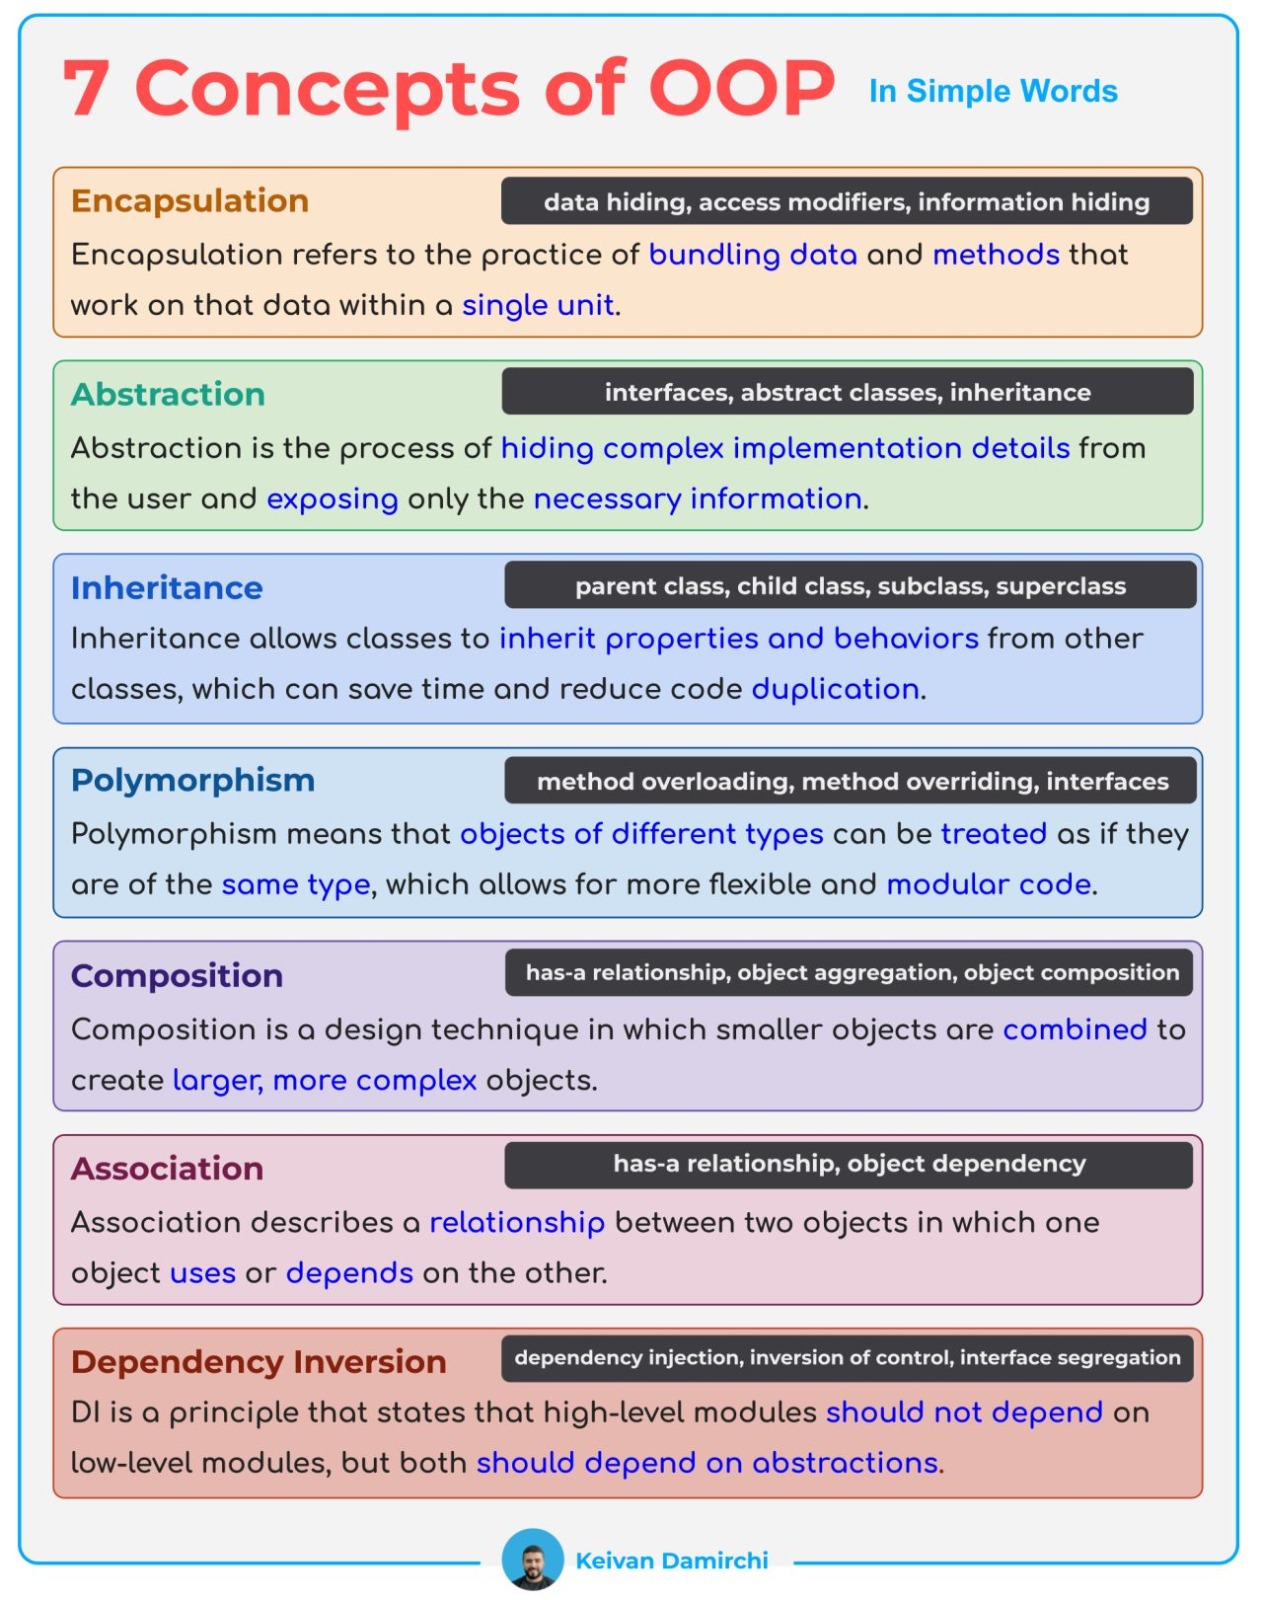 7 Concepts of OOP In Simple Words
Encapsulation
data hiding, access modifiers, information hiding
Encapsulation refers to the practice of bundling data and methods that
work on that data within a single unit.
Abstraction
interfaces, abstract classes, inheritance
Abstraction is the process of hiding complex implementation details from
the user and exposing only the necessary information.
Inheritance
parent class, child class, subclass, superclass
Inheritance allows classes to inherit properties and behaviors from other
classes, which can save time and reduce code duplication.
Polymorphism
method overloading, method overriding, interfaces
Polymorphism means that objects of different types can be treated as if they
are of the same type, which allows for more flexible and modular code.
Composition
has-a relationship, object aggregation, object composition
Composition is a design technique in which smaller objects are combined to
create larger, more complex objects.
Association
has-a relationship, object dependency
Association describes a relationship between two objects in which one
object uses or depends on the other.
Dependency Inversion
dependency injection, inversion of control, interface segregation
DI is a principle that states that high-level modules should not depend on
low-level modules, but both should depend on abstractions.
Keivan Damirchi